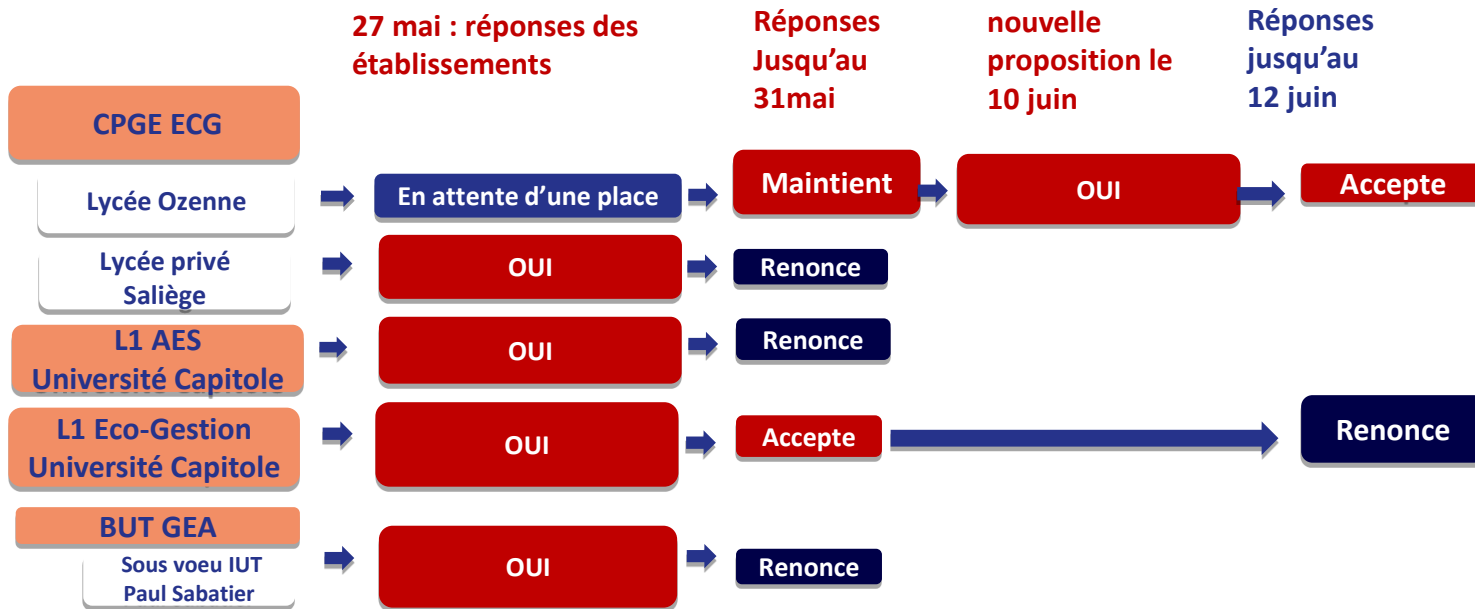 27 mai : réponses des
établissements
Réponses
Jusqu'au
31mai
nouvelle
proposition le
10 juin
Réponses
jusqu'au
12 juin
CPGE ECG
Lycée Ozenne
En attente d'une place
Maintient
OUI
Accepte
Lycée privé
Saliège
OUI
Renonce
L1 AES
Université Capitole
OUI
Renonce
L1 Eco-Gestion
Université Capitole
OUI
Accepte
Renonce
BUT GEA
Sous voeu IUT
Paul Sabatier
OUI
Renonce